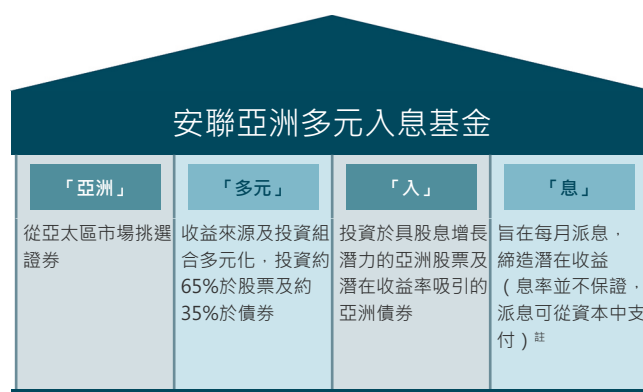 安聯亞洲多元入息基金
「亞洲」
從亞太區市場挑選
證券
「多元」
收益來源及投資組
合多元化，投資約
65%於股票及約
35%於債券
「入」
投資於具股息增長
潛力的亞洲股票及
潛在收益率吸引的
亞洲債券
「息」
旨在每月派息，
締造潛在收益
（息率並不保證，
派息可從資本中支
付）註